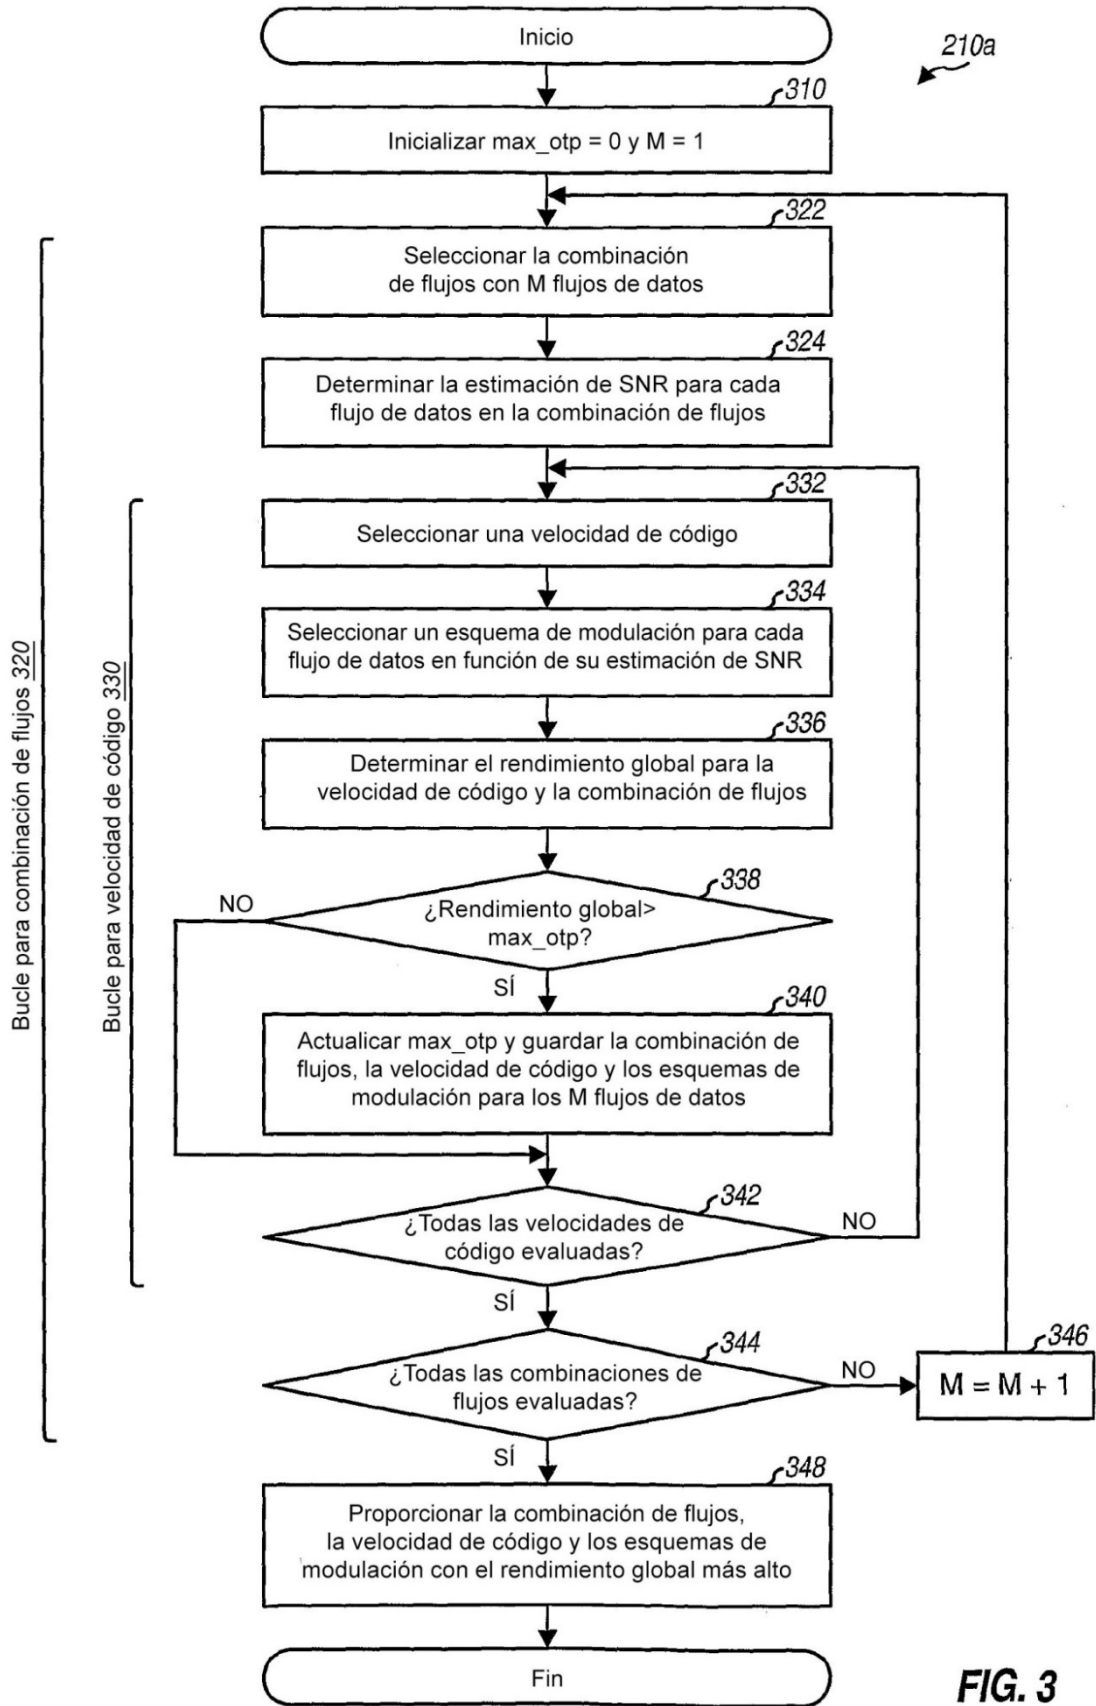 Inicio
210a
310
Inicializar max_otp = 0 y M = 1
322
Seleccionar la combinación
de flujos con M flujos de datos
324
Determinar la estimación de SNR para cada
flujo de datos en la combinación de flujos
332
Seleccionar una velocidad de código
334
Seleccionar un esquema de modulación para cada
flujo de datos en función de su estimación de SNR
336
Determinar el rendimiento global para la
velocidad de código y la combinación de flujos
338
NO
¿Rendimiento global>
max_otp?
SÍ
340
Actualicar max_otp y guardar la combinación de
flujos, la velocidad de código y los esquemas de
modulación para los M flujos de datos
342
¿Todas las velocidades de
código evaluadas?
NO
SÍ
344
¿Todas las combinaciones de
flujos evaluadas?
NO
346
M = M + 1
SÍ
348
Proporcionar la combinación de flujos,
la velocidad de código y los esquemas de
modulación con el rendimiento global más alto
Fin
Bucle para combinación de flujos 320
Bucle para velocidad de código 330
FIG. 3